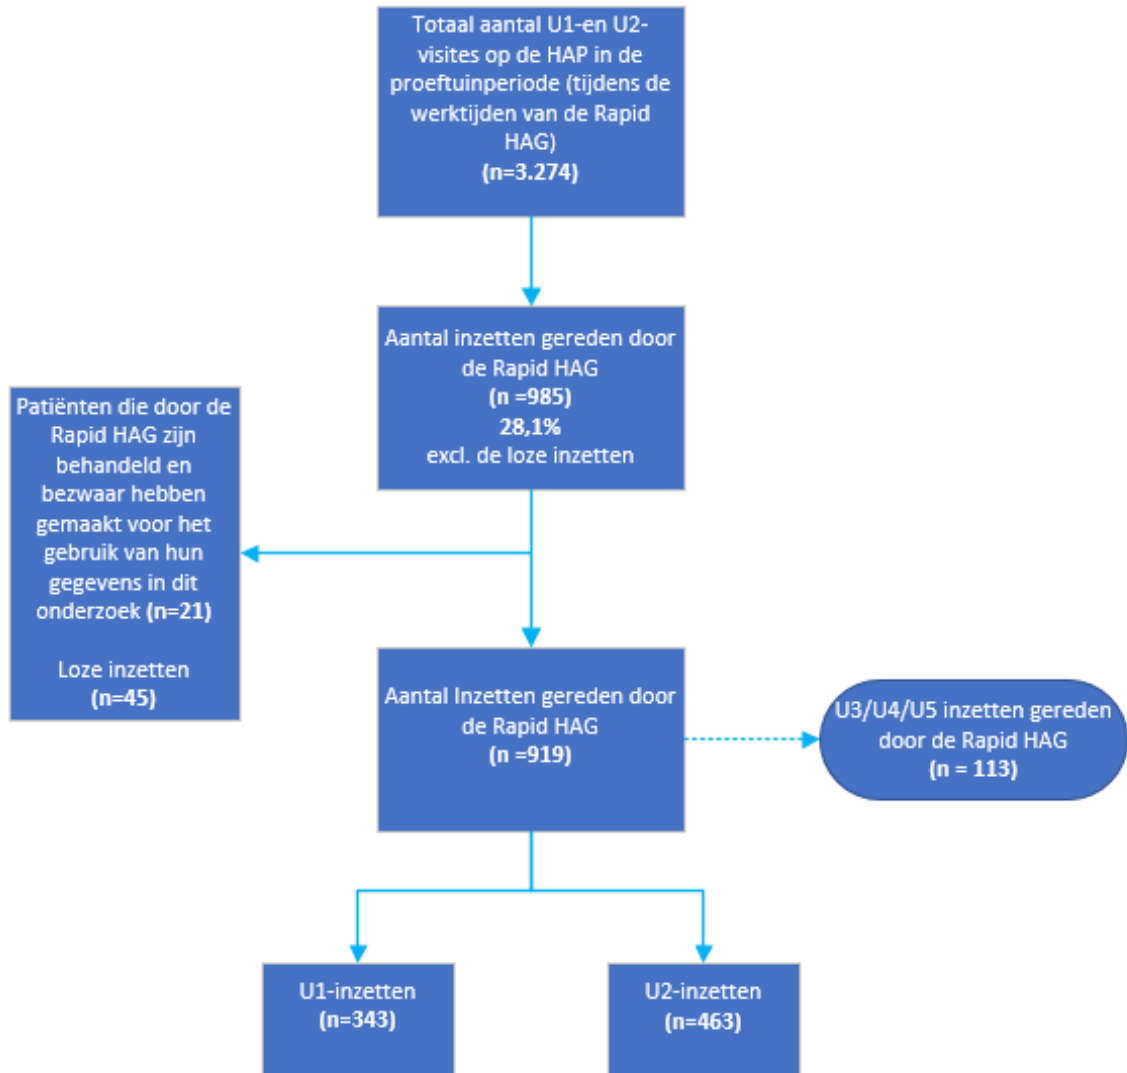 Totaal aantal U1-en U2-
visites op de HAP in de
proeftuinperiode (tijdens de
werktijden van de Rapid
HAG)
(n=3.274)
Aantal inzetten gereden door
de Rapid HAG
(n =985)
28,1%
excl. de loze inzetten
Patiënten die door de
Rapid HAG zijn
behandeld en
bezwaar hebben
gemaakt voor het
gebruik van hun
gegevens in dit
onderzoek (n=21)
Loze inzetten
(n=45)
Aantal Inzetten gereden door
de Rapid HAG
(n =919)
U3/U4/U5 inzetten gereden
door de Rapid HAG
(n = 113)
U1-inzetten
(n=343)
U2-inzetten
(n=463)